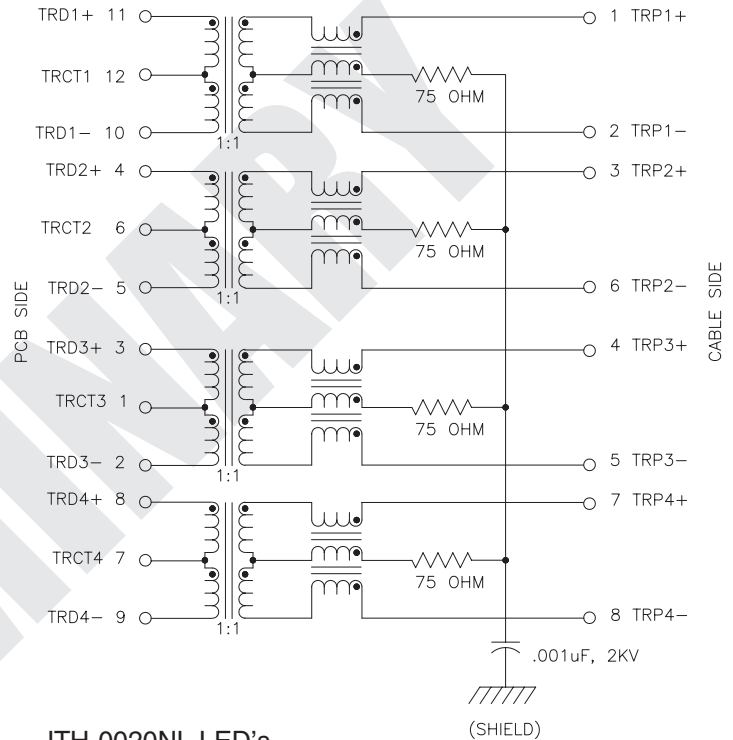 TRD1+ 11
1 TRP1+
TRCT1 12
75 OHM
TRD1- 10
1:1
2 TRP1-
TRD2+ 4
3 TRP2+
TRCT2 6
75 OHM
TRD2- 5
1:1
6 TRP2-
PCB SIDE
CABLE SIDE
TRD3+ 3
4 TRP3+
TRCT3 1
75 OHM
TRD3- 2
1:1
5 TRP3-
TRD4+ 8
7 TRP4+
TRCT4 7
75 OHM
TRD4- 9
1:1
8 TRP4-
.001uF, 2KV
(SHIELD)